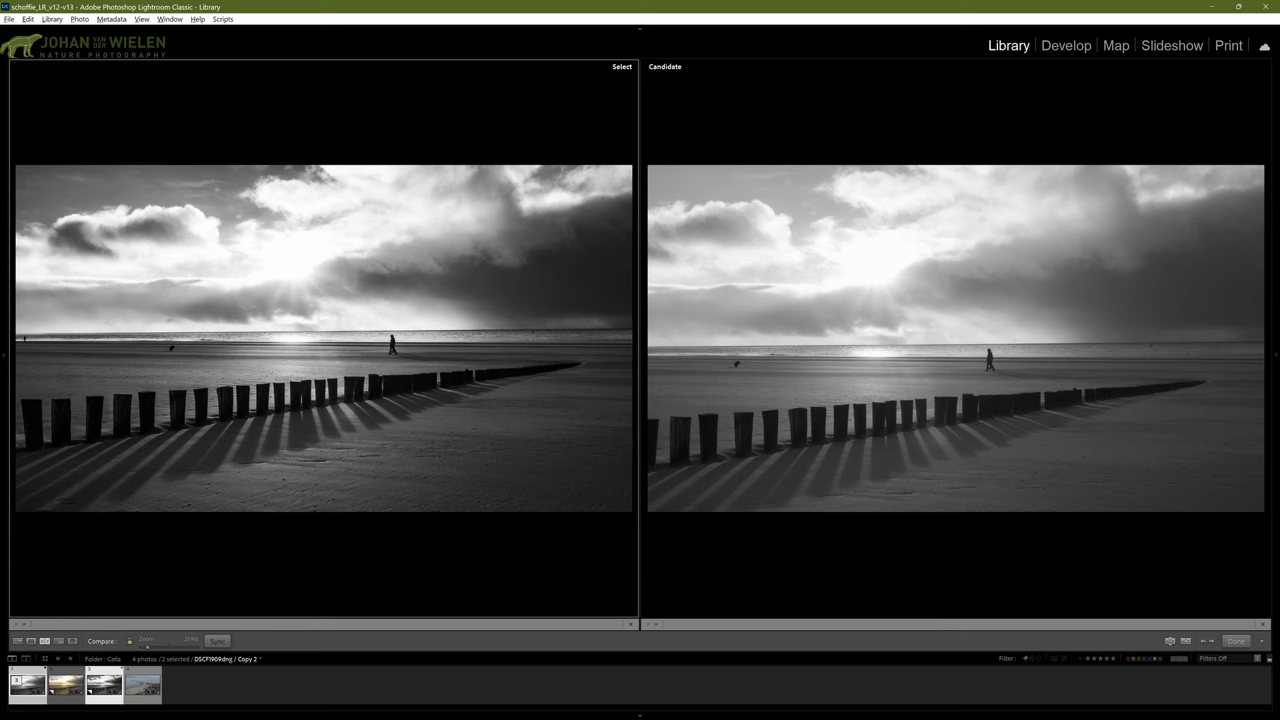 schoffie_LR_v12-v13 - Adobe Photoshop Lightroom Classic - Library
File Edit Library Photo Metadata View Window Help Scripts
JOHAN VAN DER WIELEN
NATURE PHOTOGRAPHY
Library | Develop | Map | Slideshow | Print |
Select
Candidate
Compare : Zoom Sync
Done
Folder : Carla 4 photos / 2 selected / DSCF1909.dng / Copy 2
Filter : Filters Off
3